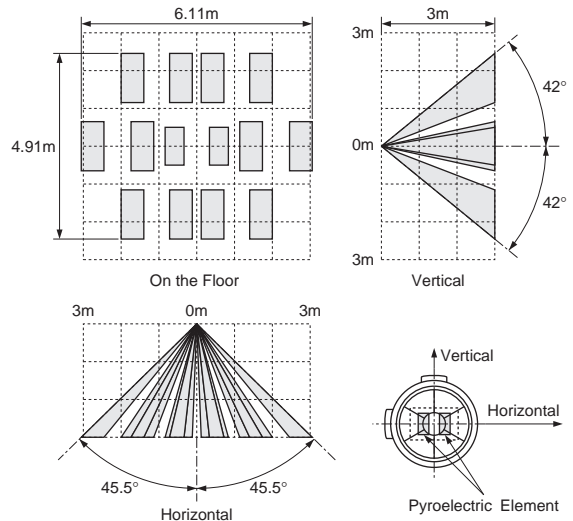 6.11m
4.91m
On the Floor
3m
3m
0m
3m
42°
42°
Vertical
3m
0m
3m
45.5°
45.5°
Horizontal
Vertical
Horizontal
Pyroelectric Element